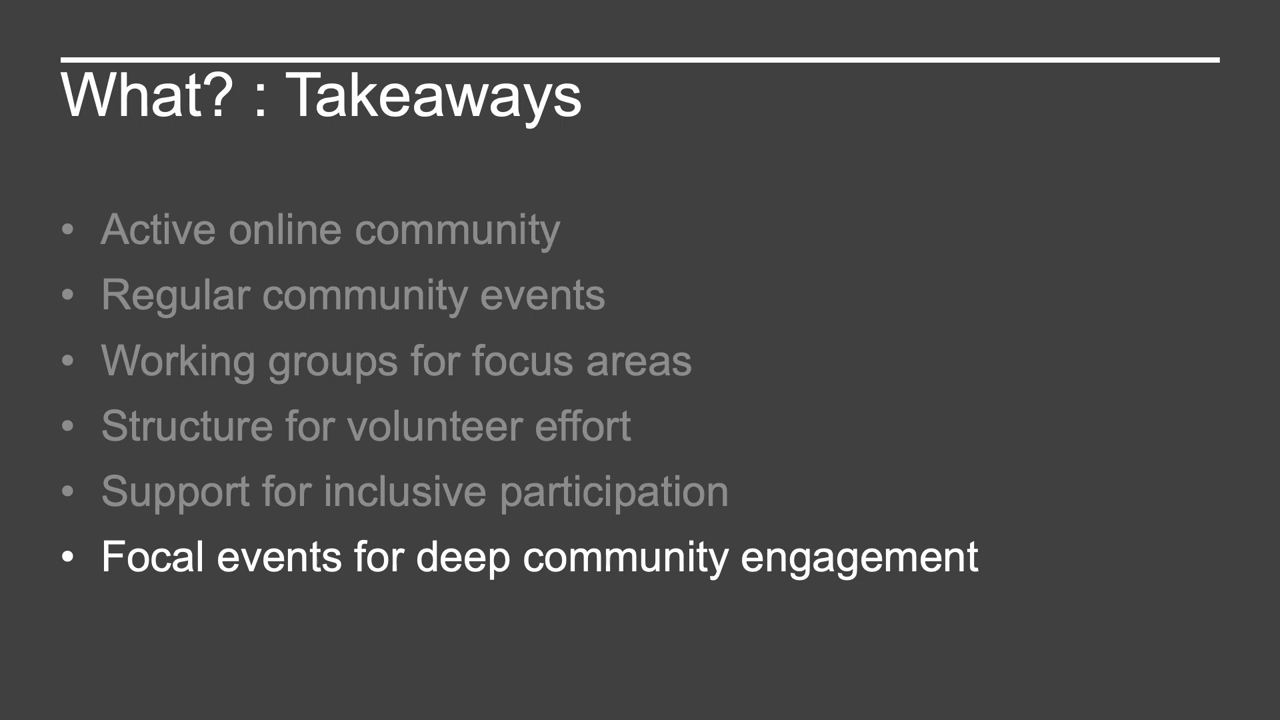 What? : Takeaways
• Active online community
• Regular community events
• Working groups for focus areas
• Structure for volunteer effort
• Support for inclusive participation
• Focal events for deep community engagement